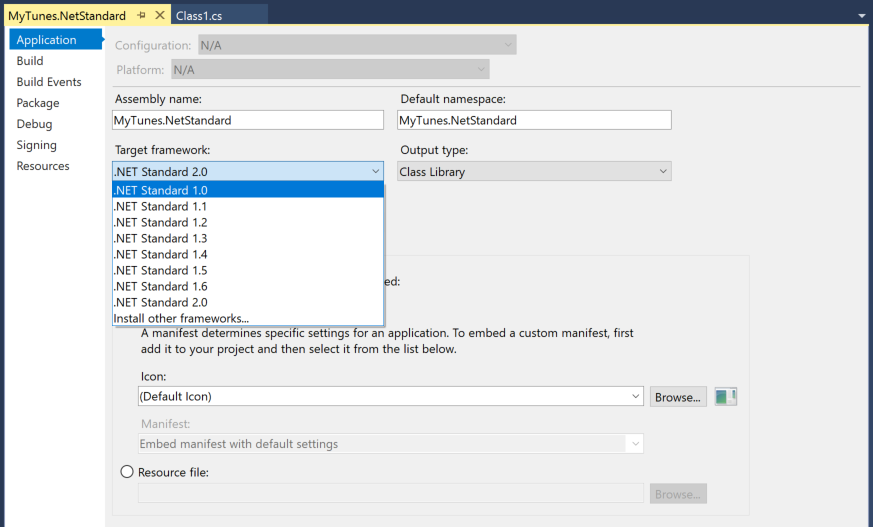 MyTunes.NetStandard
Class1.cs
Application
Build
Build Events
Package
Debug
Signing
Resources
Configuration: N/A
Platform: N/A
Assembly name:
MyTunes.NetStandard
Default namespace:
MyTunes.NetStandard
Target framework:
.NET Standard 2.0
Output type:
Class Library
.NET Standard 1.0
.NET Standard 1.1
.NET Standard 1.2
.NET Standard 1.3
.NET Standard 1.4
.NET Standard 1.5
.NET Standard 1.6
.NET Standard 2.0
Install other frameworks...
ed:
A manifest determines specific settings for an application. To embed a custom manifest, first
add it to your project and then select it from the list below.
Icon:
(Default Icon)
Browse...
Manifest:
Embed manifest with default settings
Resource file:
Browse...